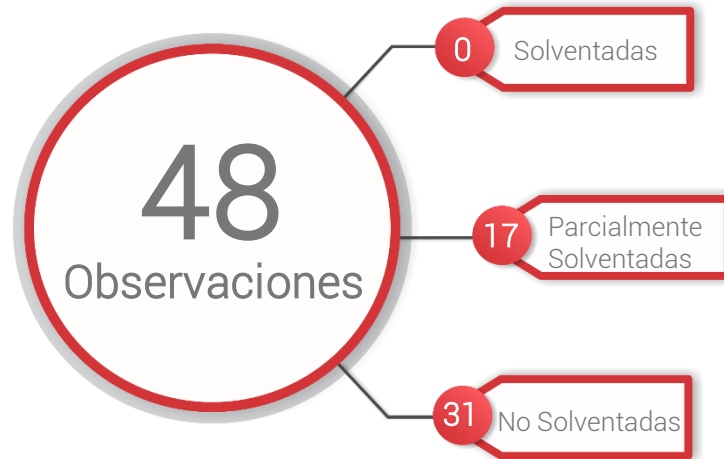 48
Observaciones
0
Solventadas
17
Parcialmente
Solventadas
31
No Solventadas